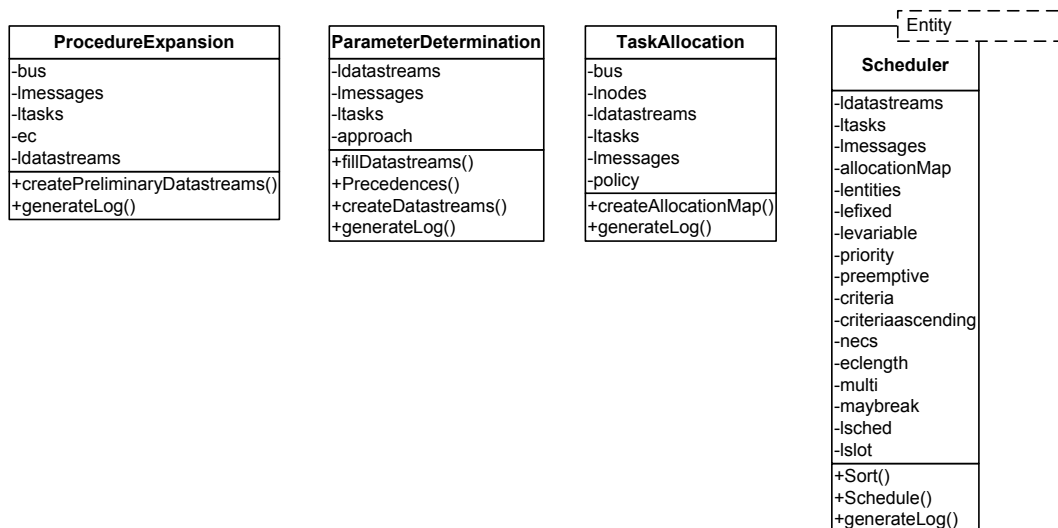 ProcedureExpansion
-bus
-lmessages
-ltasks
-ec
-ldatastreams
+createPreliminaryDatastreams()
+generateLog()
ParameterDetermination
-ldatastreams
-lmessages
-ltasks
-approach
+fillDatastreams()
+Precedences()
+createDatastreams()
+generateLog()
TaskAllocation
-bus
-lnodes
-ldatastreams
-ltasks
-lmessages
-policy
+createAllocationMap()
+generateLog()
Entity
Scheduler
-ldatastreams
-ltasks
-lmessages
-allocationMap
-lentities
-lefixed
-levariable
-priority
-preemptive
-criteria
-criteriaascending
-necs
-eclength
-multi
-maybreak
-lsched
-lslot
+Sort()
+Schedule()
+generateLog()